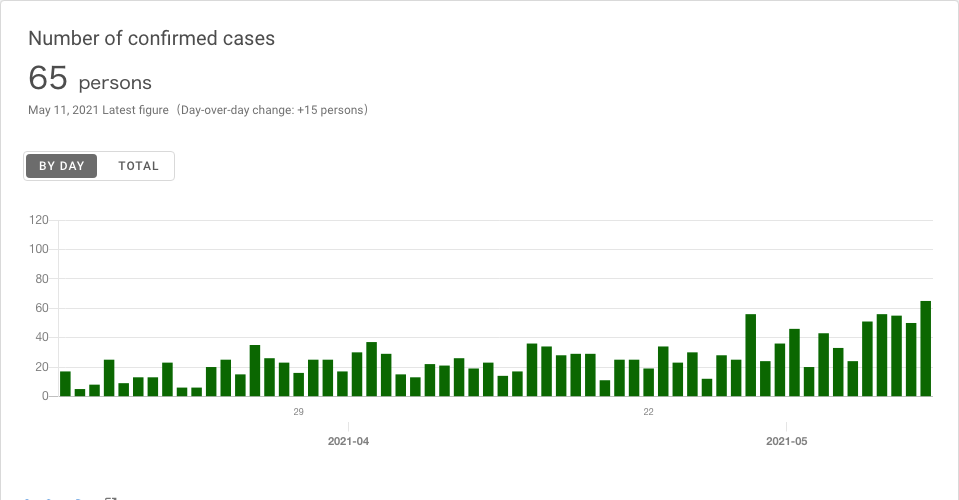 Number of confirmed cases
65 persons
May 11, 2021 Latest figure（Day-over-day change: +15 persons）
BY DAY TOTAL
120
100
80
60
40
20
0
29 22
2021-04 2021-05